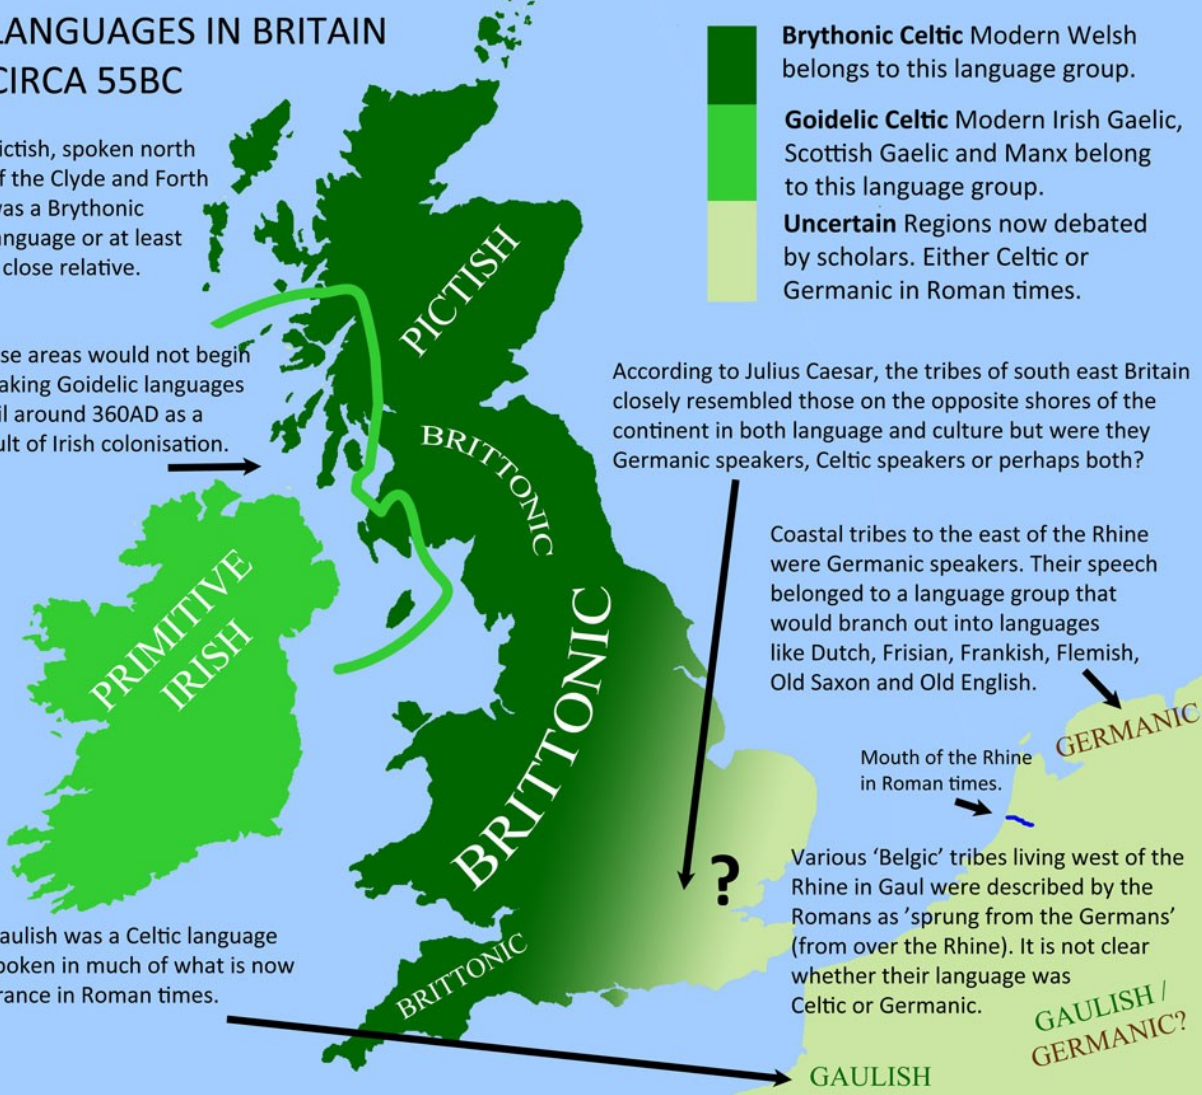 LANGUAGES IN BRITAIN
CIRCA 55BC
ictish, spoken north
f the Clyde and Forth
was a Brythonic
anguage or at least
close relative.
se areas would not begin
aking Goidelic languages
il around 360AD as a
ult of Irish colonisation.
Brythonic Celtic Modern Welsh
belongs to this language group.
Goidelic Celtic Modern Irish Gaelic,
Scottish Gaelic and Manx belong
to this language group.
Uncertain Regions now debated
by scholars. Either Celtic or
Germanic in Roman times.
According to Julius Caesar, the tribes of south east Britain
closely resembled those on the opposite shores of the
continent in both language and culture but were they
Germanic speakers, Celtic speakers or perhaps both?
Coastal tribes to the east of the Rhine
were Germanic speakers. Their speech
belonged to a language group that
would branch out into languages
like Dutch, Frisian, Frankish, Flemish,
Old Saxon and Old English.
Mouth of the Rhine
in Roman times.
Various ‘Belgic’ tribes living west of the
Rhine in Gaul were described by the
Romans as ’sprung from the Germans’
(from over the Rhine). It is not clear
whether their language was
Celtic or Germanic.
aulish was a Celtic language
poken in much of what is now
rance in Roman times.
PICTISH
BRITTONIC
BRITTONIC
BRITTONIC
PRIMITIVE
IRISH
?
GERMANIC
GAULISH /
GERMANIC?
GAULISH